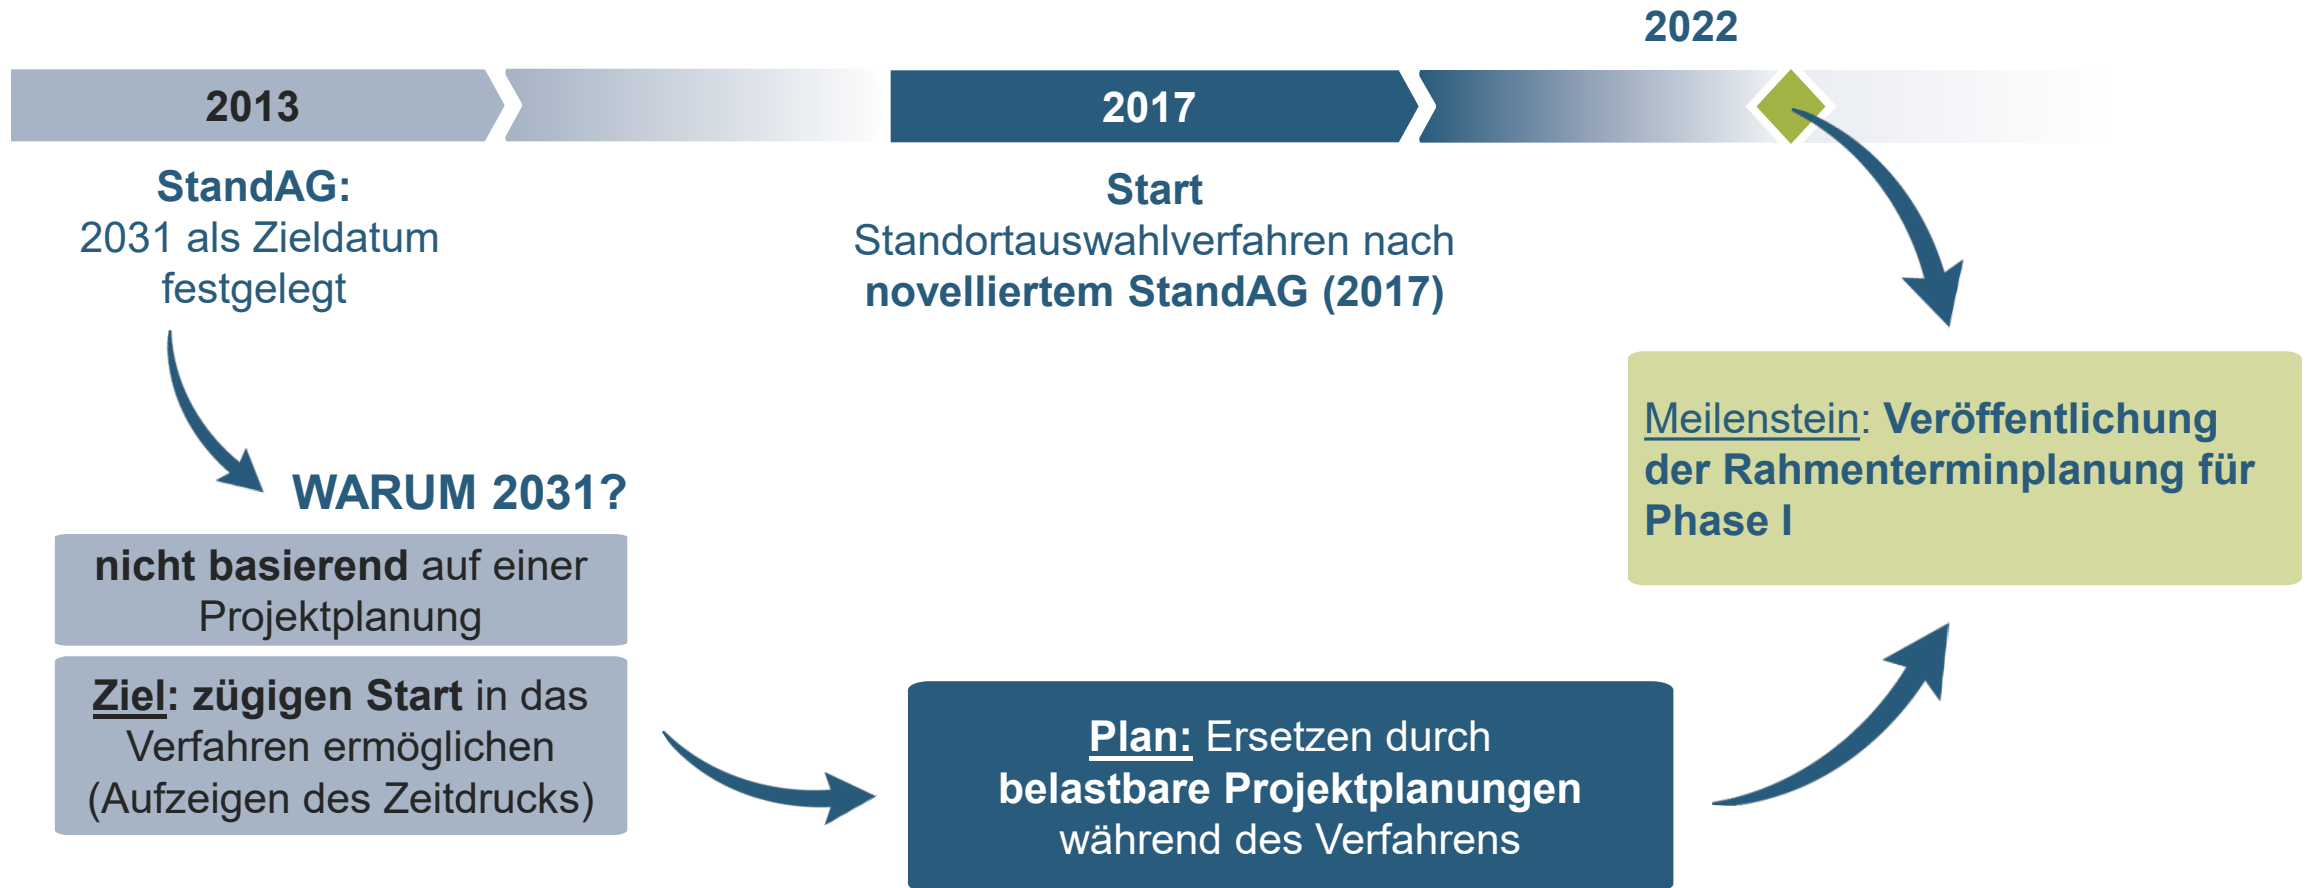 2022
2013
2017
StandAG:
2031 als Zieldatum
festgelegt
Start
Standortauswahlverfahren nach
novelliertem StandAG (2017)
WARUM 2031?
nicht basierend auf einer
Projektplanung
Ziel: zügigen Start in das
Verfahren ermöglichen
(Aufzeigen des Zeitdrucks)
Plan: Ersetzen durch
belastbare Projektplanungen
während des Verfahrens
Meilenstein: Veröffentlichung
der Rahmenterminplanung für
Phase I